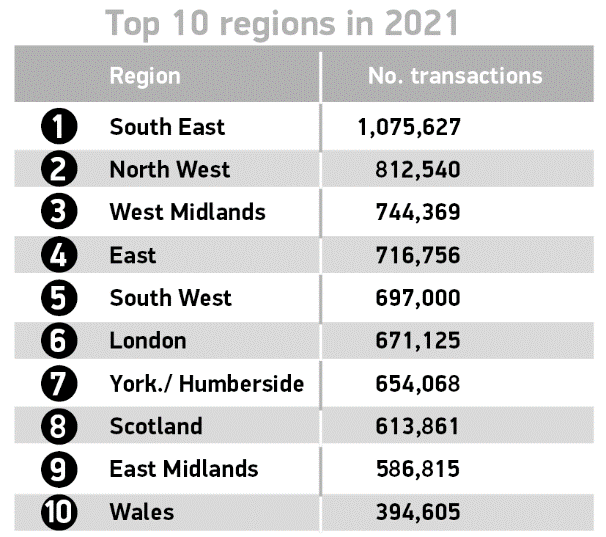 Top 10 regions in 2021
Region No. transactions
1 South East 1,075,627
2 North West 812,540
3 West Midlands 744,369
4 East 716,756
5 South West 697,000
6 London 671,125
7 York./ Humberside 654,068
8 Scotland 613,861
9 East Midlands 586,815
10 Wales 394,605